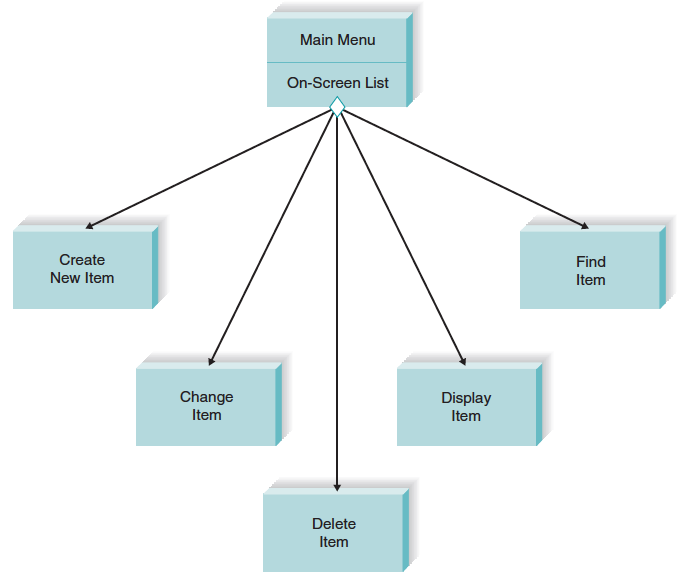 Main Menu
On-Screen List
Create
New Item
Find
Item
Change
Item
Display
Item
Delete
Item